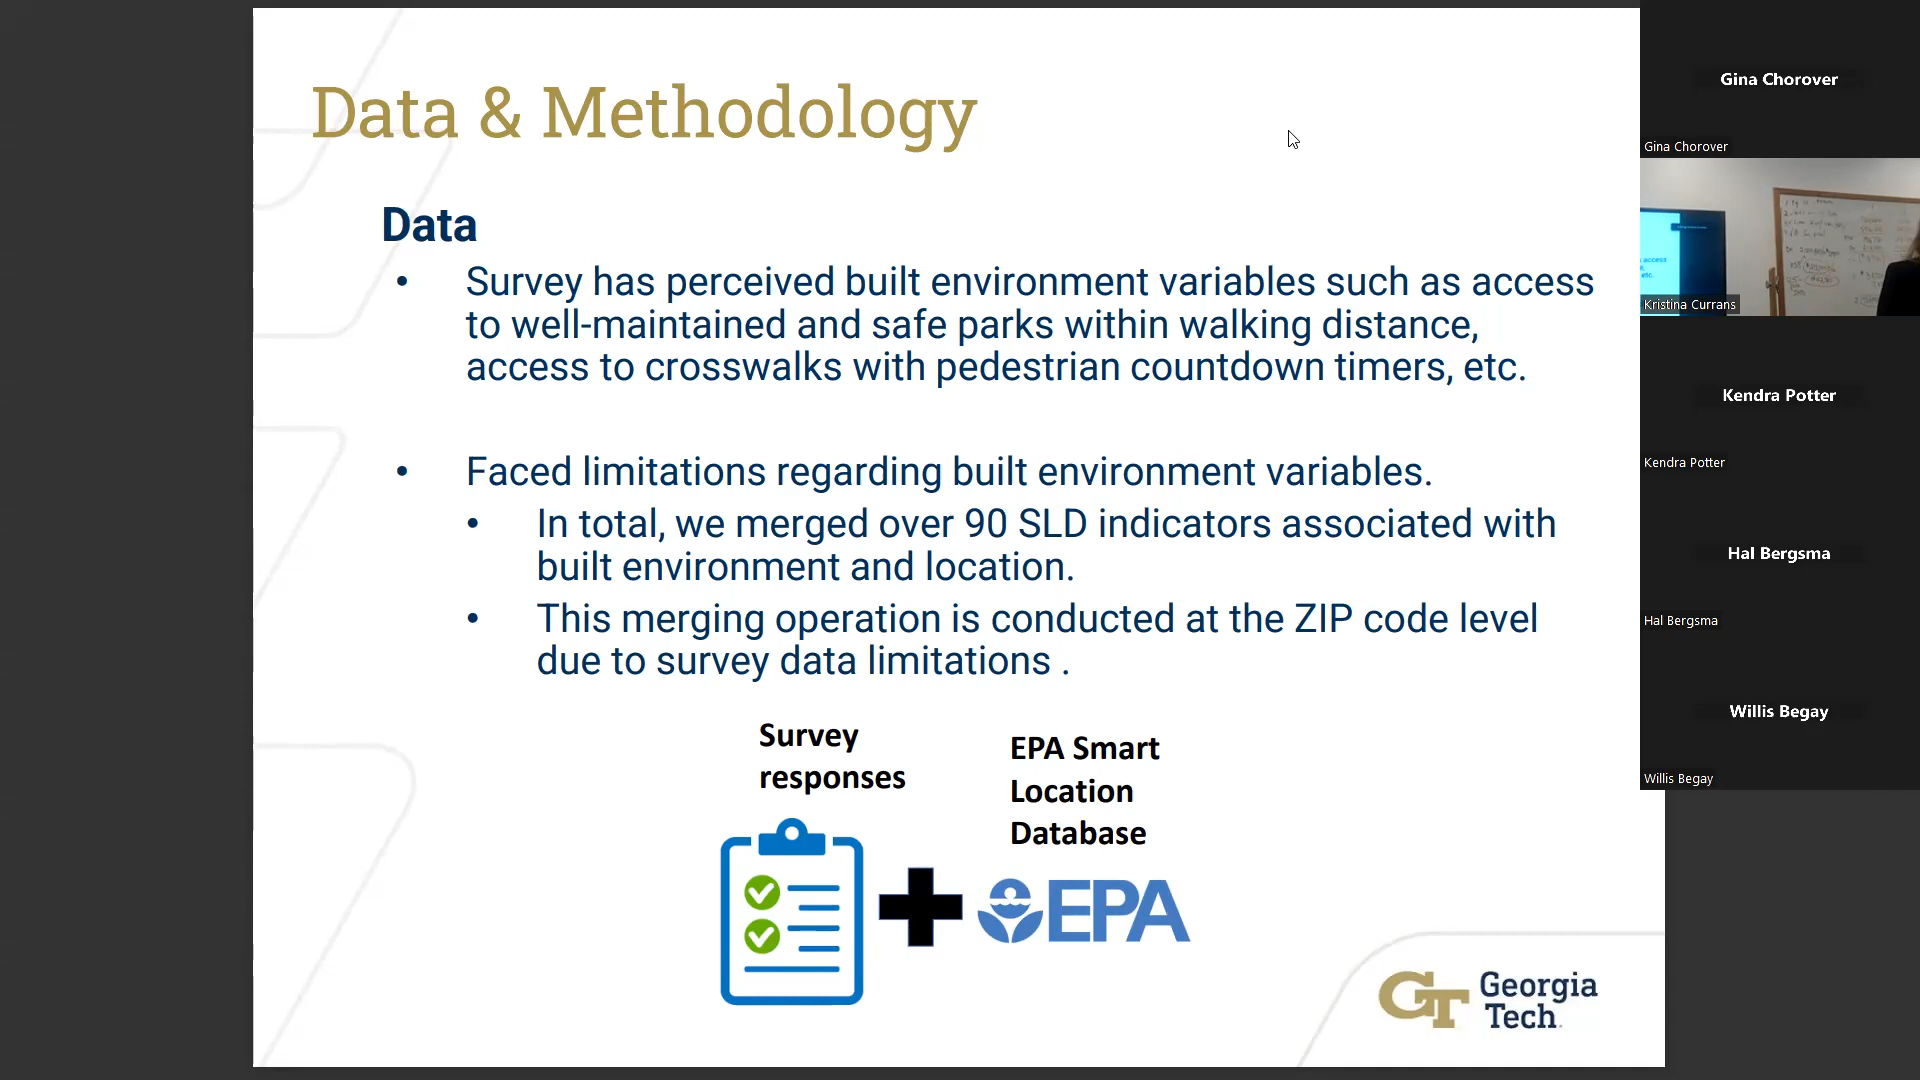 Data & Methodology
Data
• Survey has perceived built environment variables such as access
to well-maintained and safe parks within walking distance,
access to crosswalks with pedestrian countdown timers, etc.
• Faced limitations regarding built environment variables.
• In total, we merged over 90 SLD indicators associated with
built environment and location.
• This merging operation is conducted at the ZIP code level
due to survey data limitations .
Survey
responses
EPA Smart
Location
Database
EPA
GT Georgia
Tech
Gina Chorover
Gina Chorover
Kristina Currans
Kendra Potter
Kendra Potter
Hal Bergsma
Hal Bergsma
Willis Begay
Willis Begay